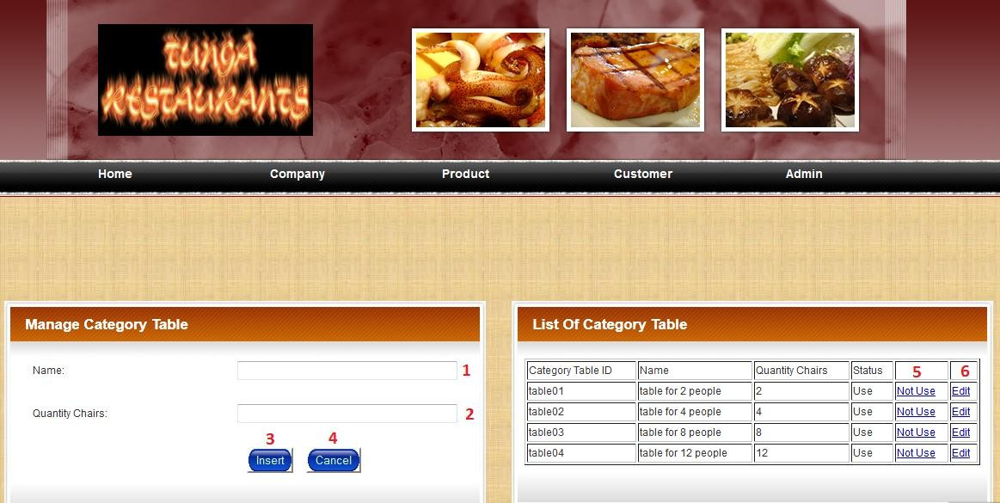 TUNGA
RESTAURANTS
Home Company Product Customer Admin
Manage Category Table
Name: 1
Quantity Chairs: 2
3 4
Insert Cancel
List Of Category Table
Category Table ID Name Quantity Chairs Status 5 6
table01 table for 2 people 2 Use Not Use Edit
table02 table for 4 people 4 Use Not Use Edit
table03 table for 8 people 8 Use Not Use Edit
table04 table for 12 people 12 Use Not Use Edit